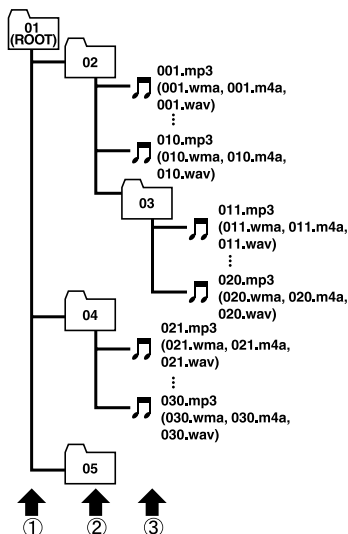 01
(ROOT)
02
001.mp3
(001.wma, 001.m4a,
001.wav)
⋮
010.mp3
(010.wma, 010.m4a,
010.wav)
03
011.mp3
(011.wma, 011.m4a,
011.wav)
⋮
020.mp3
(020.wma, 020.m4a,
020.wav)
04
021.mp3
(021.wma, 021.m4a,
021.wav)
⋮
030.mp3
(030.wma, 030.m4a,
030.wav)
05
① ② ③